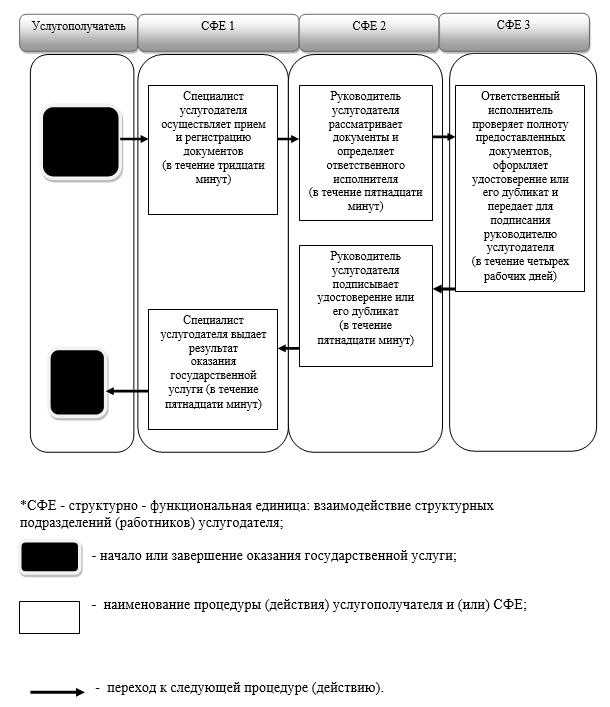 Услугополучатель
СФЕ 1
СФЕ 2
СФЕ 3
Специалист
услугодателя
осуществляет прием
и регистрацию
документов
(в течение тридцати
минут)
Руководитель
услугодателя
рассматривает
документы и
определяет
ответственного
исполнителя
(в течение пятнадцати
минут)
Ответственный
исполнитель
проверяет полноту
предоставленных
документов,
оформляет
удостоверение или
его дубликат и
передает для
подписания
руководителю
услугодателя
(в течение четырех
рабочих дней)
Руководитель
услугодателя
подписывает
удостоверение или
его дубликат
(в течение
пятнадцати минут)
Специалист
услугодателя выдает
результат
оказания
государственной
услуги (в течение
пятнадцати минут)
*СФЕ - структурно - функциональная единица: взаимодействие структурных
подразделений (работников) услугодателя;
- начало или завершение оказания государственной услуги;
- наименование процедуры (действия) услугополучателя и (или) СФЕ;
- переход к следующей процедуре (действию).